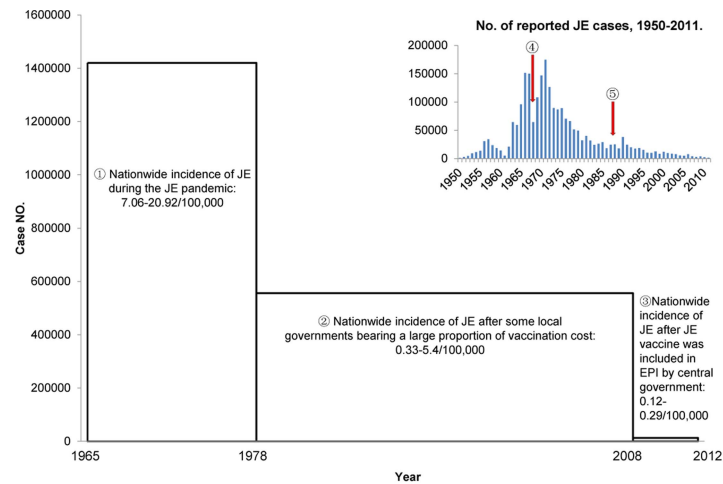 No. of reported JE cases, 1950-2011.
④
⑤
200000
150000
100000
50000
0
1950
1955
1960
1965
1970
1975
1980
1985
1990
1995
2000
2005
2010
Case NO.
1600000
1400000
1200000
1000000
800000
600000
400000
200000
0
① Nationwide incidence of JE
during the JE pandemic:
7.06-20.92/100,000
② Nationwide incidence of JE after some local
governments bearing a large proportion of vaccination cost:
0.33-5.4/100,000
③Nationwide
incidence of
JE after JE
vaccine was
included in
EPI by central
government:
0.12-
0.29/100,000
1965
1978
2008
2012
Year